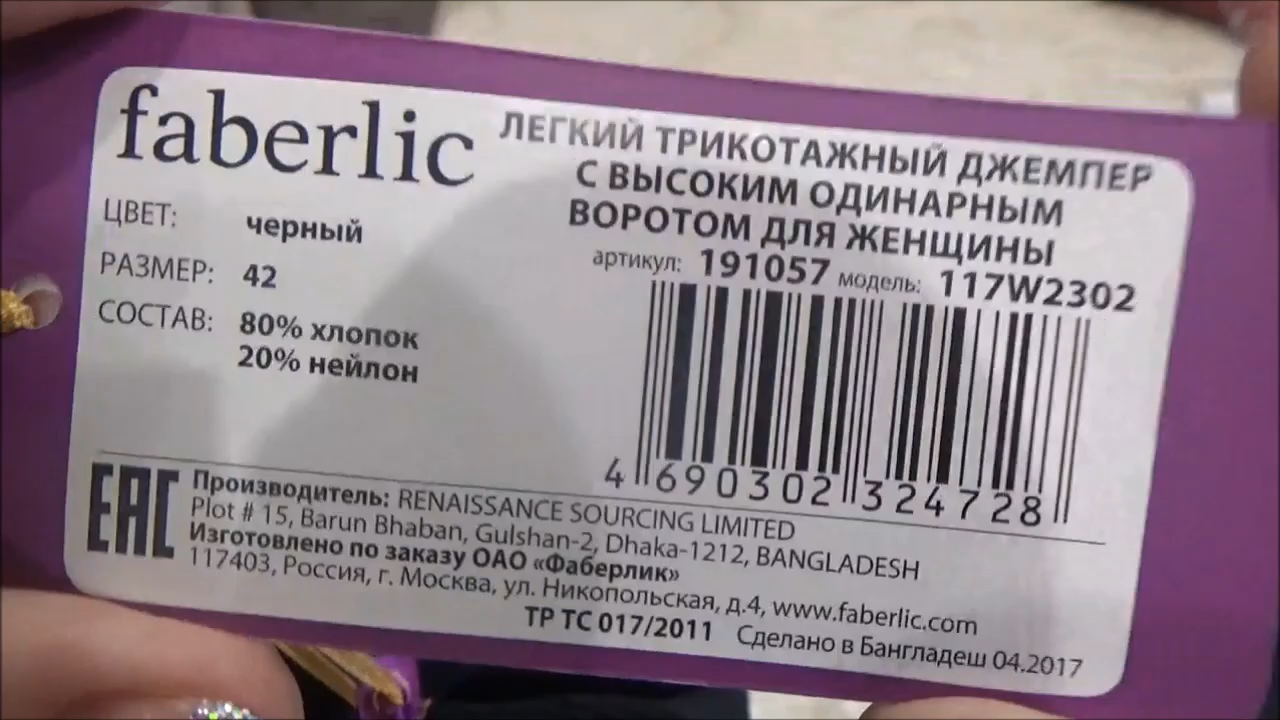 faberlic
ЛЕГКИЙ ТРИКОТАЖНЫЙ ДЖЕМПЕР
С ВЫСОКИМ ОДИНАРНЫМ
ВОРОТОМ ДЛЯ ЖЕНЩИНЫ
артикул: 191057 модель: 117W2302
ЦВЕТ: черный
РАЗМЕР: 42
СОСТАВ: 80% хлопок
20% нейлон
4 690302 324728
EAC
Производитель: RENAISSANCE SOURCING LIMITED
Plot # 15, Barun Bhaban, Gulshan-2, Dhaka-1212, BANGLADESH
Изготовлено по заказу ОАО «Фаберлик»
117403, Россия, г. Москва, ул. Никопольская, д.4, www.faberlic.com
ТР ТС 017/2011 Сделано в Бангладеш 04.2017